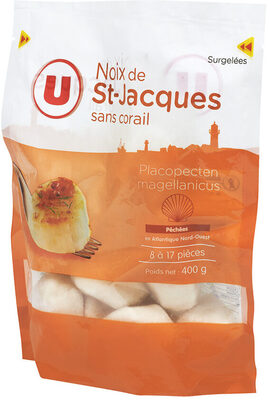 Surgelées
U
Noix de
St-Jacques
sans corail
Placopecten
magellanicus
Pêchées
en Atlantique Nord-Ouest
8 à 17 pièces
Poids net : 400 g